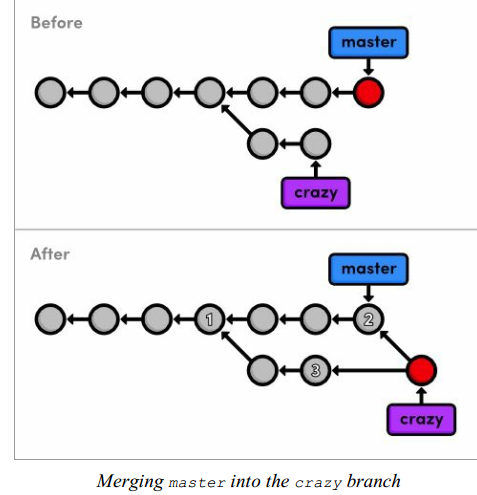 Before
master
crazy
After
master
1
2
3
crazy
Merging master into the crazy branch